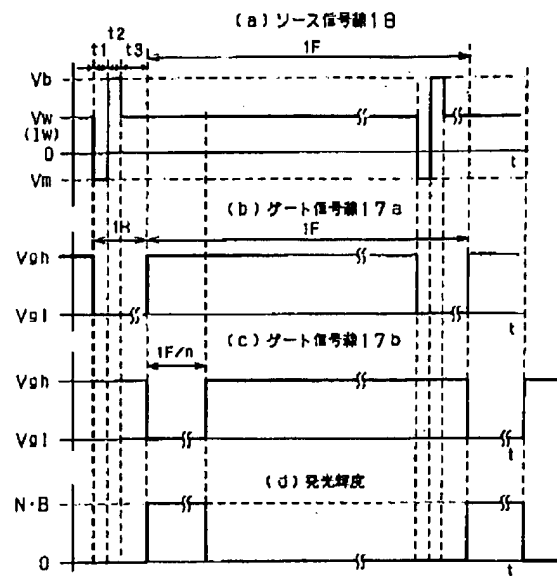 (a) ソース信号線18
t1 t2 t3
1F
Vb
Vw
(IW)
0
Vm
t
(b) ゲート信号線17a
1H
1F
Vgh
Vgl
t
(c) ゲート信号線17b
1F/n
Vgh
Vgl
t
(d) 発光輝度
N・B
0
t